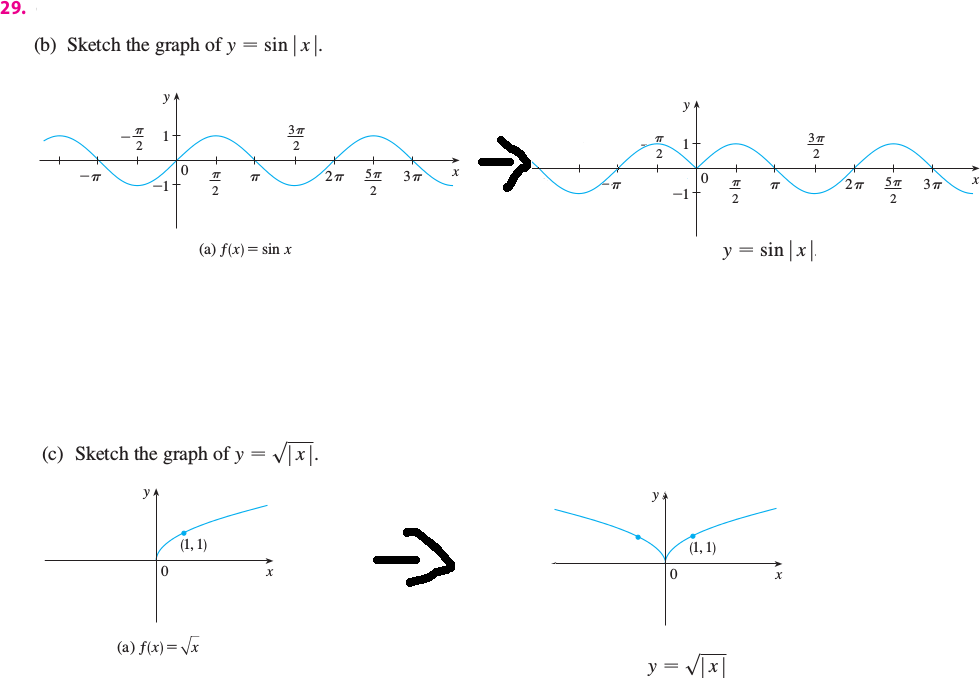 29.
(b) Sketch the graph of y = sin |x|.
y
1
−π/2
3π/2
−π
−1
0
π/2
π
2π
5π/2
3π
x
(a) f(x) = sin x
y
1
-π/2
3π/2
−π
−1
0
π/2
π
2π
5π/2
3π
x
y = sin |x|.
(c) Sketch the graph of y = √|x|.
y
(1, 1)
0
x
(a) f(x) = √x
y
(1, 1)
0
x
y = √|x|